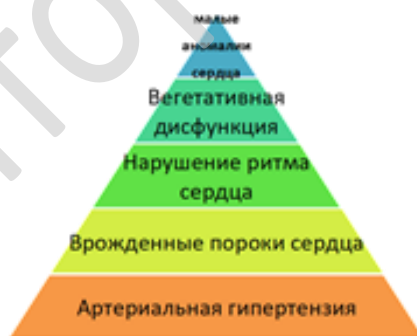 малые
аномалии
сердца
Вегетативная
дисфункция
Нарушение ритма
сердца
Врожденные пороки сердца
Артериальная гипертензия